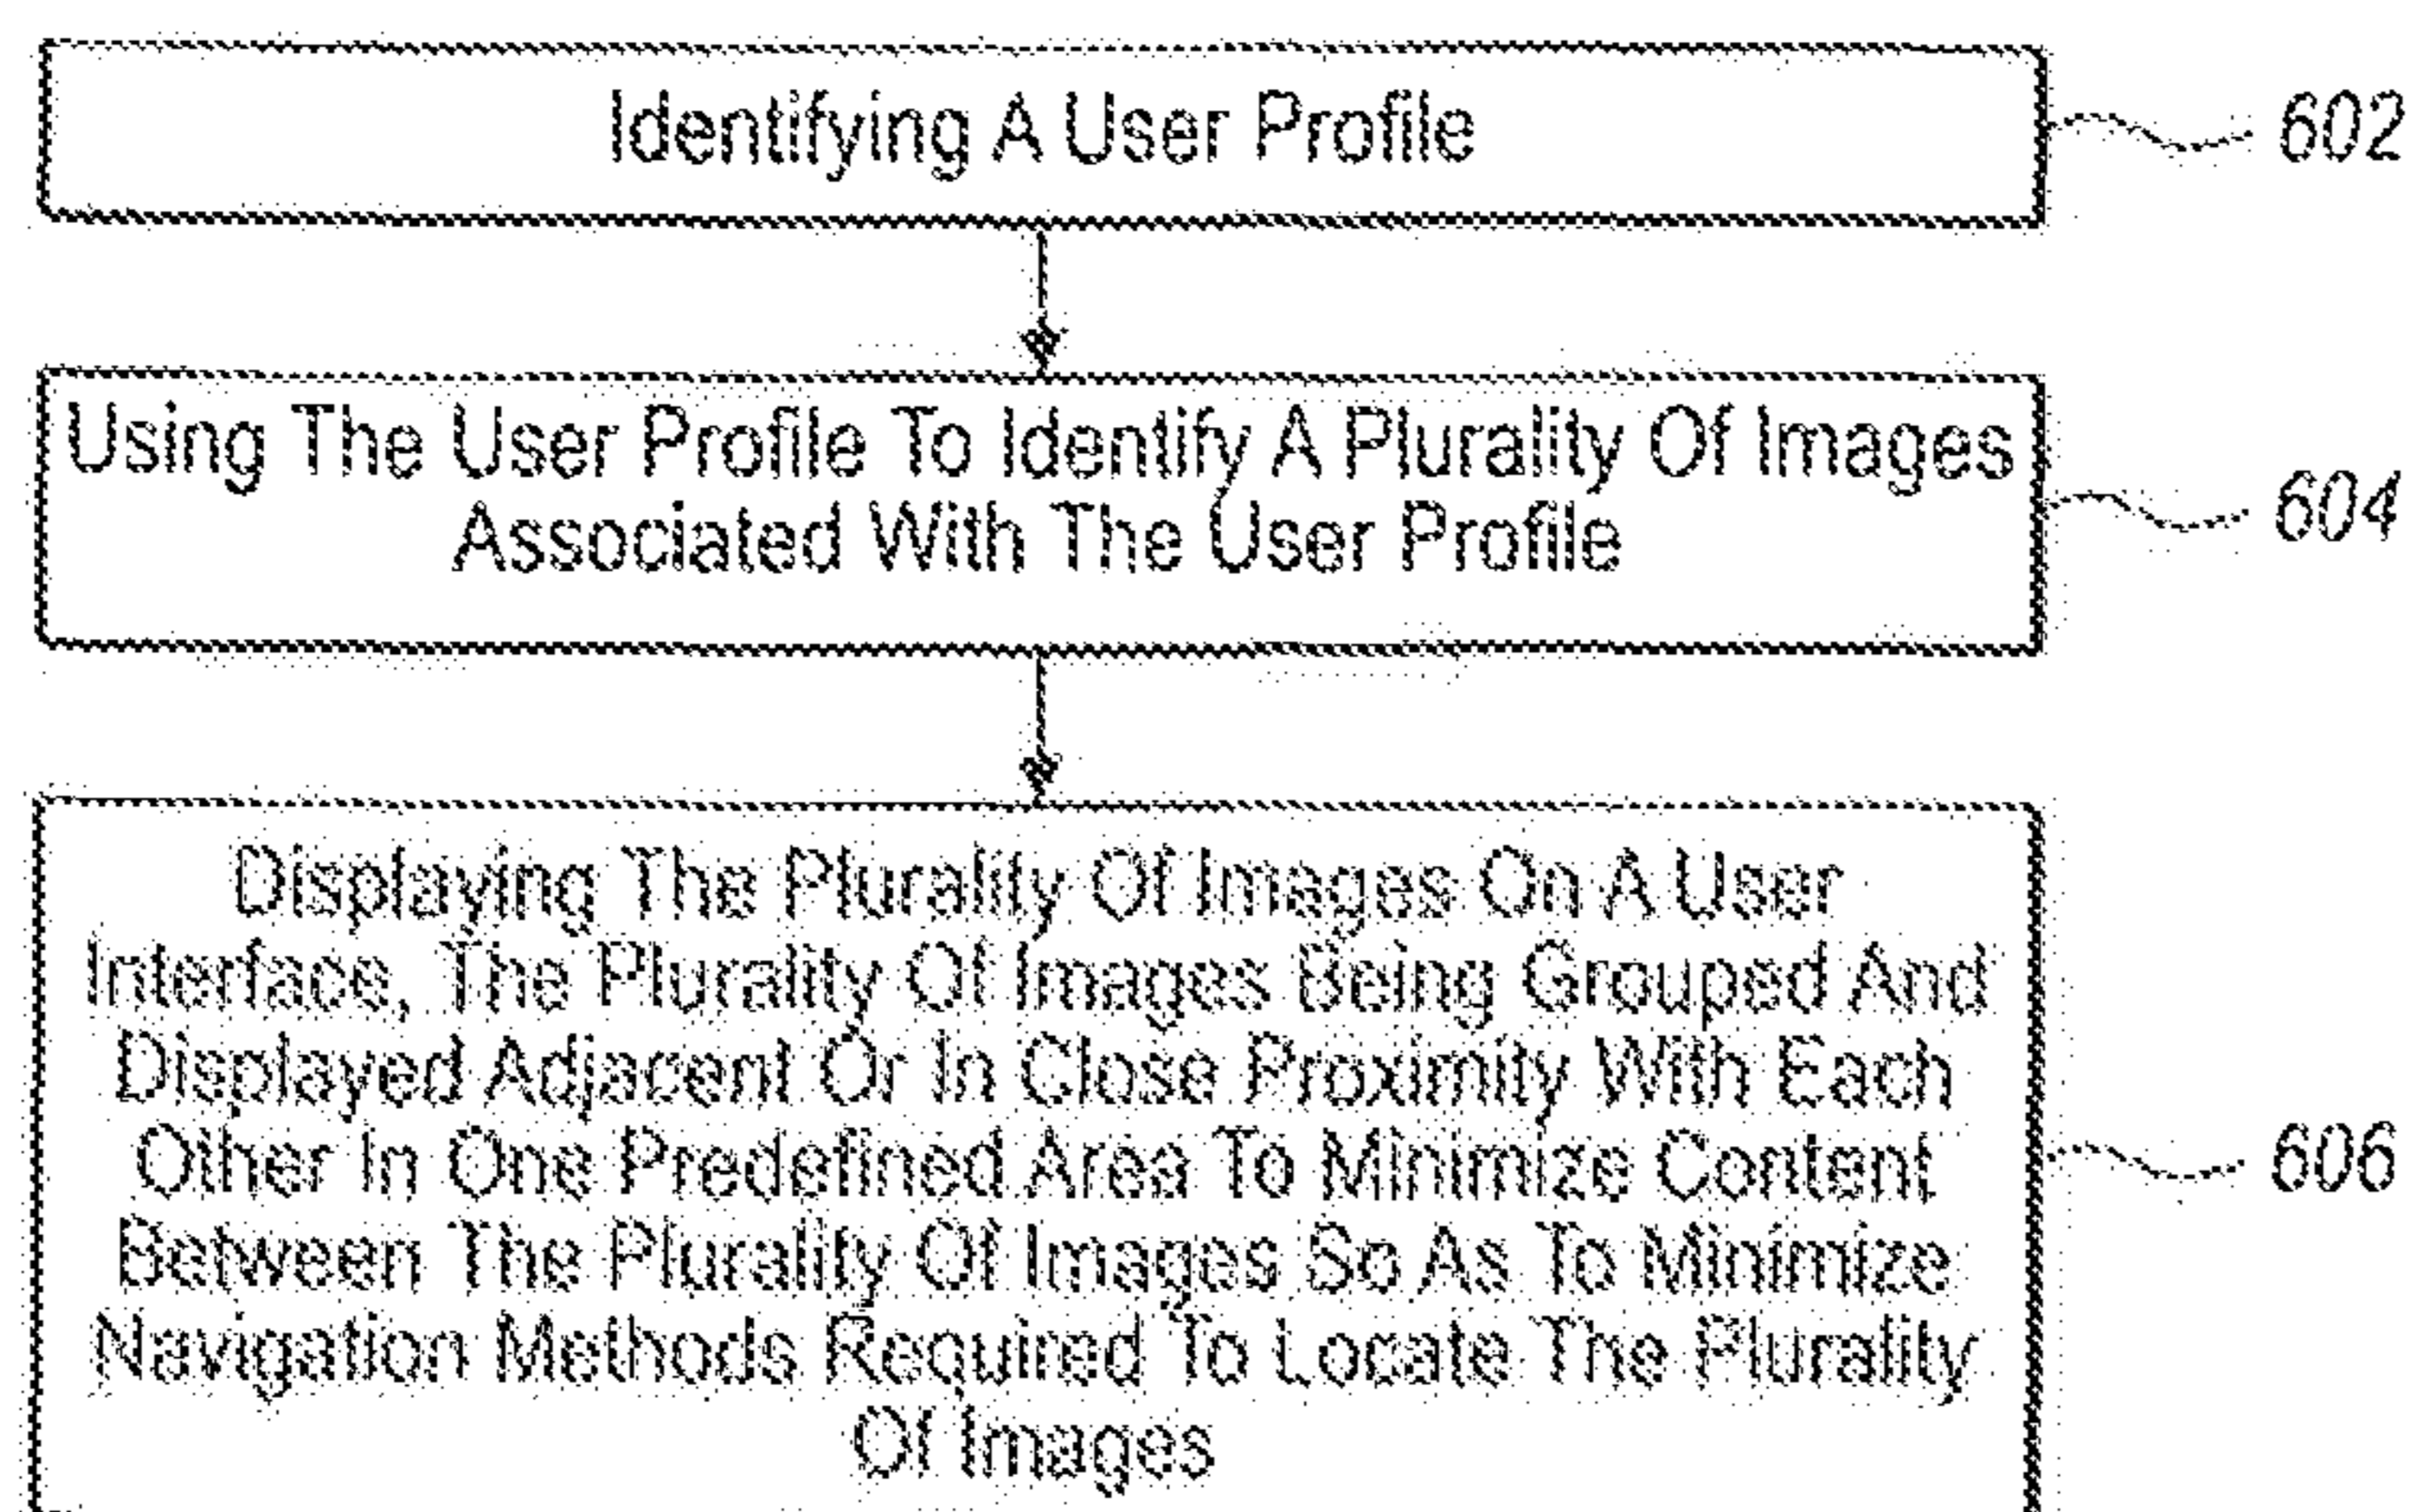 Identifying A User Profile
602
Using The User Profile To Identify A Plurality Of Images
Associated With The User Profile
604
Displaying The Plurality Of Images On A User
Interface, The Plurality Of Images Being Grouped And
Displayed Adjacent Or In Close Proximity With Each
Other In One Predefined Area To Minimize Content
Between The Plurality Of Images So As To Minimize
Navigation Methods Required To Locate The Plurality
Of Images
606